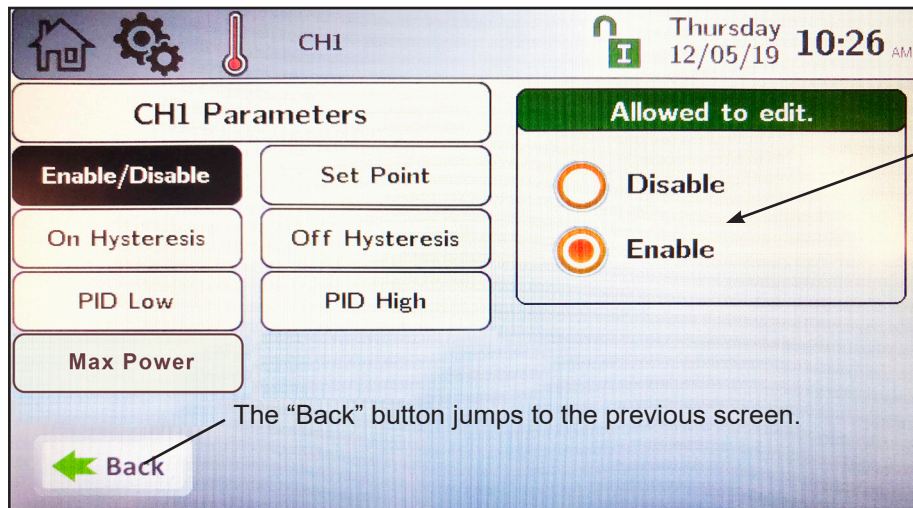 CH1
I
Thursday
12/05/19
10:26 AM
CH1 Parameters
Allowed to edit.
Enable/Disable
Set Point
Disable
On Hysteresis
Off Hysteresis
Enable
PID Low
PID High
Max Power
The “Back” button jumps to the previous screen.
Back